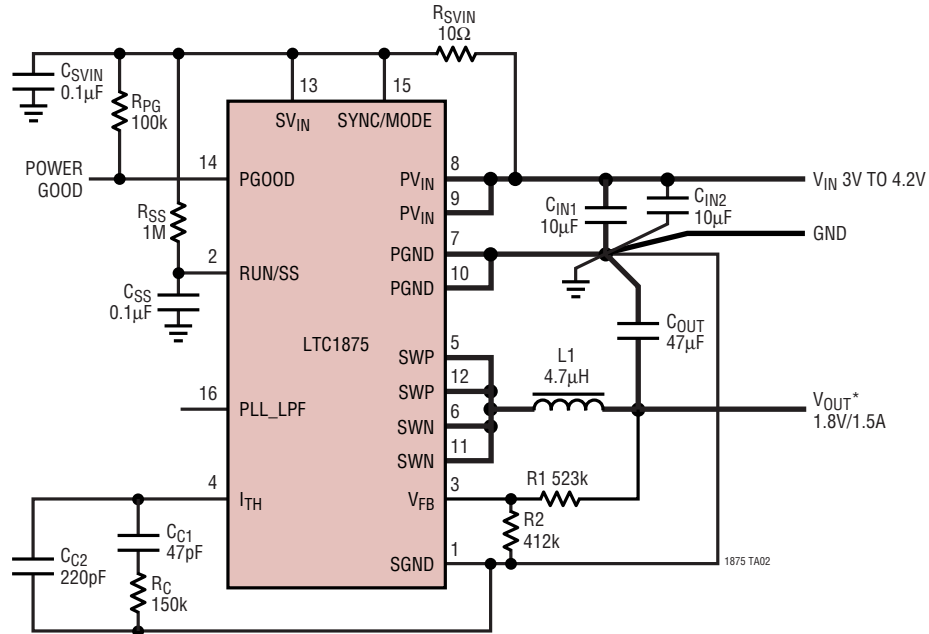 RSVIN
10Ω
CSVIN
0.1µF
RPG
100k
13
15
SVIN
SYNC/MODE
POWER
GOOD
14
PGOOD
PVIN
8
VIN 3V TO 4.2V
PVIN
9
CIN1
10µF
CIN2
10µF
GND
RSS
1M
PGND
7
2
RUN/SS
PGND
10
CSS
0.1µF
LTC1875
COUT
47µF
SWP
5
L1
4.7µH
SWP
12
16
PLL_LPF
SWN
6
VOUT*
1.8V/1.5A
SWN
11
4
ITH
VFB
3
R1 523k
R2
412k
CC1
47pF
CC2
220pF
RC
150k
SGND
1
1875 TA02